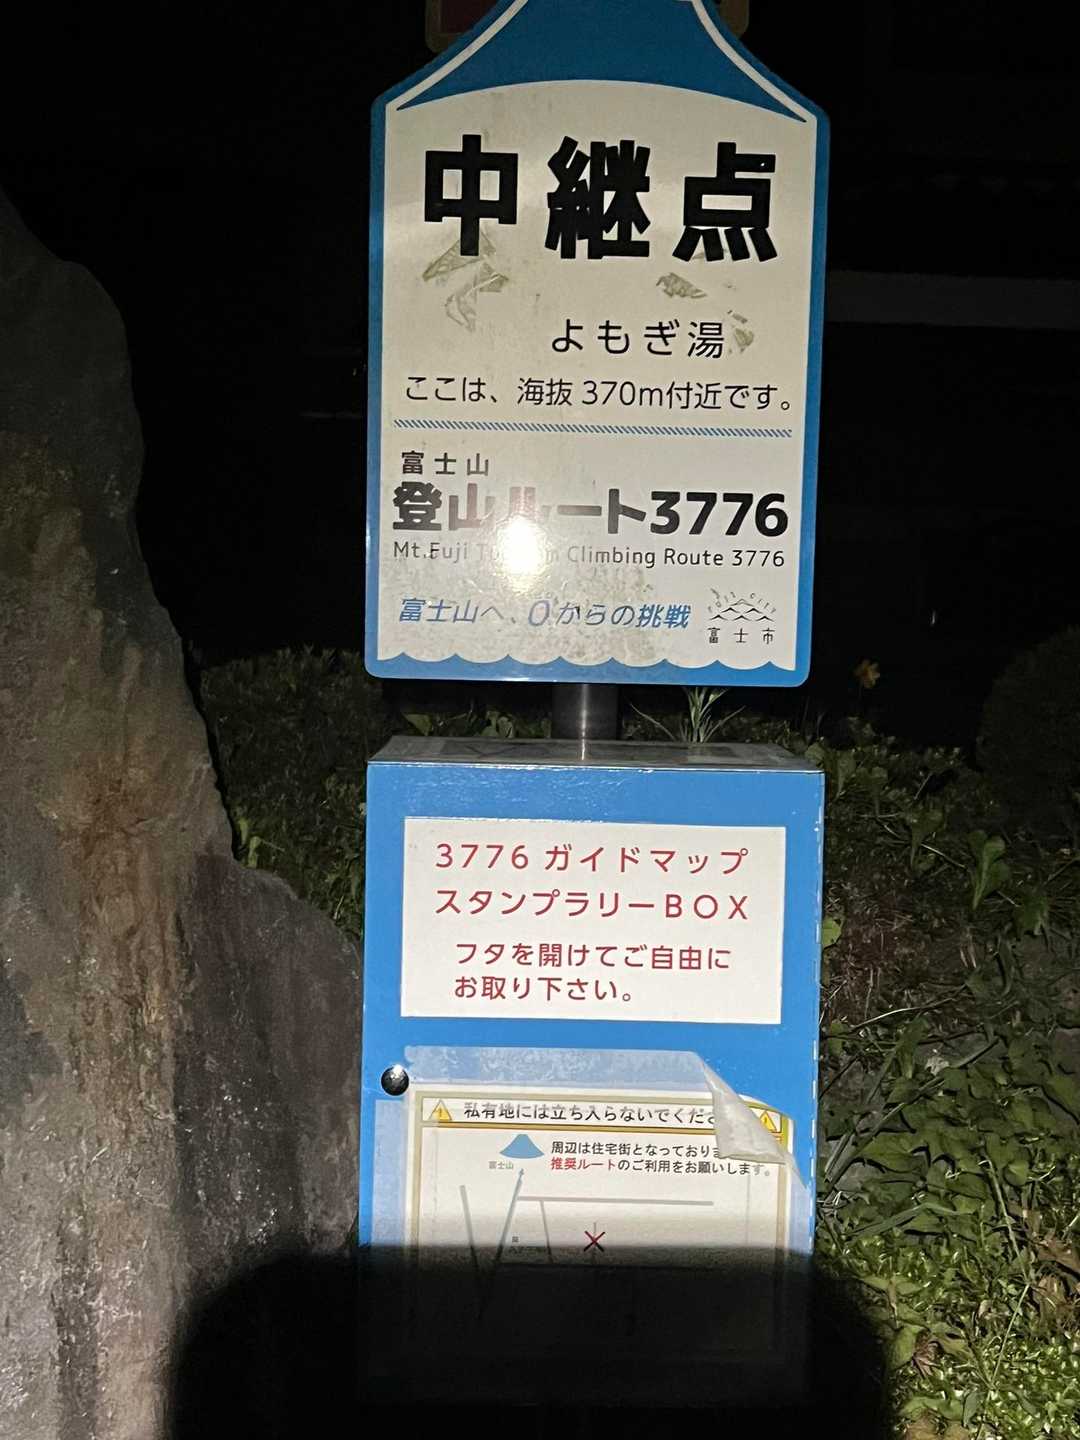 中継点
よもぎ湯
ここは、海抜 370m付近です。
富士山
登山ルート3776
Mt.Fuji Climbing Route 3776
富士山へ、0からの挑戦
FUJI CITY
富士市
3776 ガイドマップ
スタンプラリーBOX
フタを開けてご自由に
お取り下さい。
私有地には立ち入らないでくださ
周辺は住宅街となっておりま
富士山
推奨ルートのご利用をお願いします。